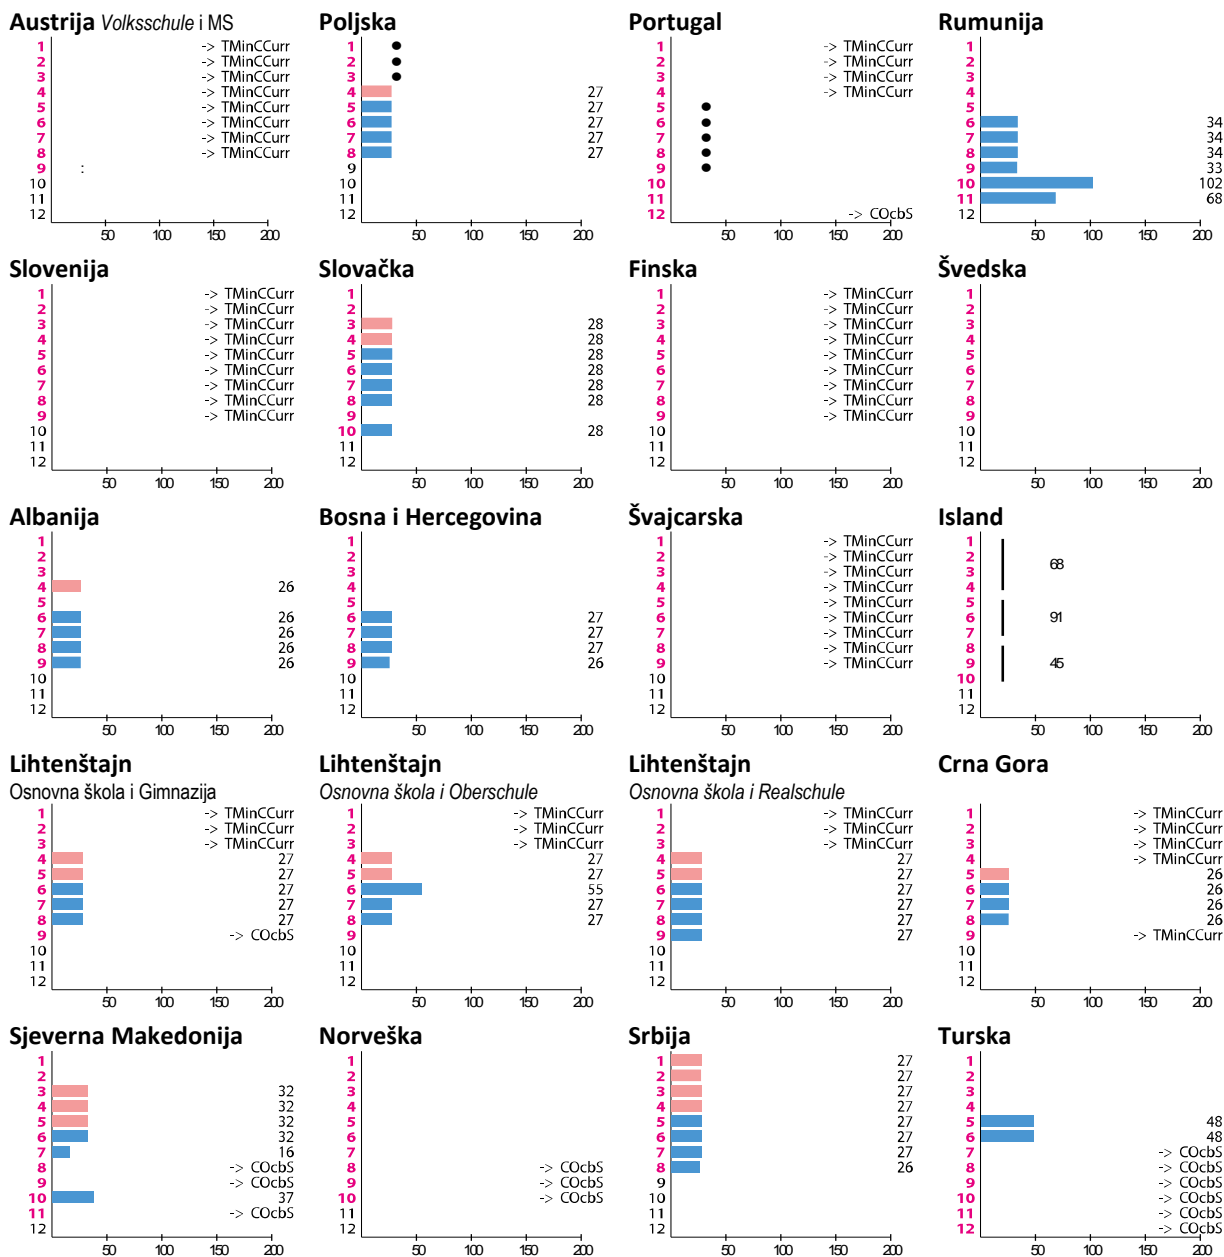 Austrija Volksschule i MS
1 -> TMinCCurr
2 -> TMinCCurr
3 -> TMinCCurr
4 -> TMinCCurr
5 -> TMinCCurr
6 -> TMinCCurr
7 -> TMinCCurr
8 -> TMinCCurr
9 :
10
11
12
50 100 150 200
Poljska
1 ●
2 ●
3 ●
4 27
5 27
6 27
7 27
8 27
9
10
11
12
50 100 150 200
Portugal
1 -> TMinCCurr
2 -> TMinCCurr
3 -> TMinCCurr
4 -> TMinCCurr
5 ●
6 ●
7 ●
8 ●
9 ●
10
11
12 -> COcbS
50 100 150 200
Rumunija
1
2
3
4
5
6 34
7 34
8 34
9 33
10 102
11 68
12
50 100 150 200
Slovenija
1 -> TMinCCurr
2 -> TMinCCurr
3 -> TMinCCurr
4 -> TMinCCurr
5 -> TMinCCurr
6 -> TMinCCurr
7 -> TMinCCurr
8 -> TMinCCurr
9 -> TMinCCurr
10
11
12
50 100 150 200
Slovačka
1
2
3 28
4 28
5 28
6 28
7 28
8 28
9
10 28
11
12
50 100 150 200
Finska
1 -> TMinCCurr
2 -> TMinCCurr
3 -> TMinCCurr
4 -> TMinCCurr
5 -> TMinCCurr
6 -> TMinCCurr
7 -> TMinCCurr
8 -> TMinCCurr
9 -> TMinCCurr
10
11
12
50 100 150 200
Švedska
1
2
3
4
5
6
7
8
9
10
11
12
50 100 150 200
Albanija
1
2
3
4 26
5
6 26
7 26
8 26
9 26
10
11
12
50 100 150 200
Bosna i Hercegovina
1
2
3
4
5
6 27
7 27
8 27
9 26
10
11
12
50 100 150 200
Švajcarska
1 -> TMinCCurr
2 -> TMinCCurr
3 -> TMinCCurr
4 -> TMinCCurr
5 -> TMinCCurr
6 -> TMinCCurr
7 -> TMinCCurr
8 -> TMinCCurr
9 -> TMinCCurr
10
11
12
50 100 150 200
Island
1
2
68
3
4
5
6 91
7
8
9 45
10
11
12
50 100 150 200
Lihtenštajn
Osnovna škola i Gimnazija
1 -> TMinCCurr
2 -> TMinCCurr
3 -> TMinCCurr
4 27
5 27
6 27
7 27
8 27
9 -> COcbS
10
11
12
50 100 150 200
Lihtenštajn
Osnovna škola i Oberschule
1 -> TMinCCurr
2 -> TMinCCurr
3 -> TMinCCurr
4 27
5 27
6 55
7 27
8 27
9
10
11
12
50 100 150 200
Lihtenštajn
Osnovna škola i Realschule
1 -> TMinCCurr
2 -> TMinCCurr
3 -> TMinCCurr
4 27
5 27
6 27
7 27
8 27
9 27
10
11
12
50 100 150 200
Crna Gora
1 -> TMinCCurr
2 -> TMinCCurr
3 -> TMinCCurr
4 -> TMinCCurr
5 26
6 26
7 26
8 26
9 -> TMinCCurr
10
11
12
50 100 150 200
Sjeverna Makedonija
1
2
3 32
4 32
5 32
6 32
7 16
8 -> COcbS
9 -> COcbS
10 37
11 -> COcbS
12
50 100 150 200
Norveška
1
2
3
4
5
6
7
8 -> COcbS
9 -> COcbS
10 -> COcbS
11
12
50 100 150 200
Srbija
1 27
2 27
3 27
4 27
5 27
6 27
7 27
8 26
9
10
11
12
50 100 150 200
Turska
1
2
3
4
5 48
6 48
7 -> COcbS
8 -> COcbS
9 -> COcbS
10 -> COcbS
11 -> COcbS
12 -> COcbS
50 100 150 200